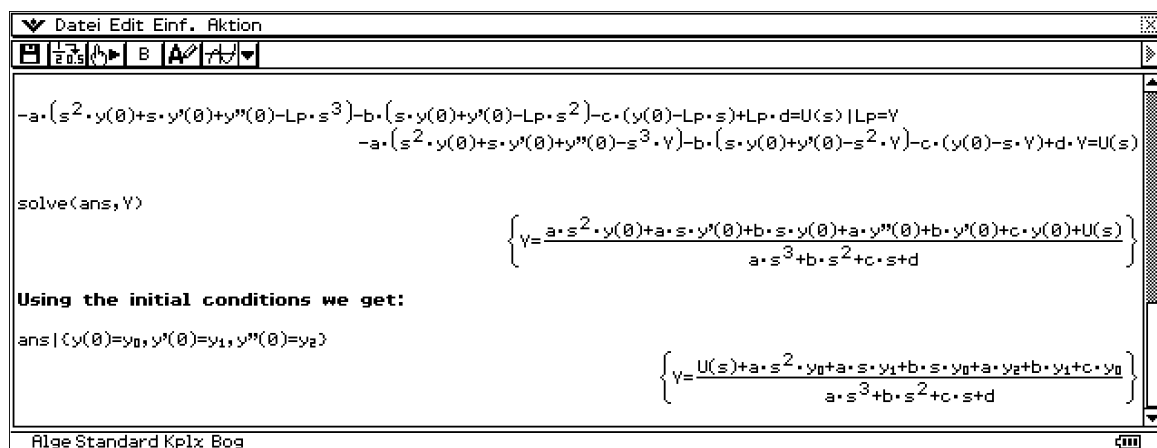 Datei Edit Einf. Aktion
B
-a·(s²·y(0)+s·y'(0)+y''(0)-Lp·s³)-b·(s·y(0)+y'(0)-Lp·s²)-c·(y(0)-Lp·s)+Lp·d=U(s)|Lp=Y
-a·(s²·y(0)+s·y'(0)+y''(0)-s³·Y)-b·(s·y(0)+y'(0)-s²·Y)-c·(y(0)-s·Y)+d·Y=U(s)
solve(ans,Y)
{Y=(a·s²·y(0)+a·s·y'(0)+b·s·y(0)+a·y''(0)+b·y'(0)+c·y(0)+U(s))/(a·s³+b·s²+c·s+d)}
Using the initial conditions we get:
ans|{y(0)=y₀,y'(0)=y₁,y''(0)=y₂}
{Y=(U(s)+a·s²·y₀+a·s·y₁+b·s·y₀+a·y₂+b·y₁+c·y₀)/(a·s³+b·s²+c·s+d)}
Alge Standard Kplx Bog